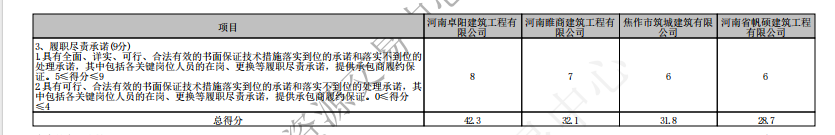 项目 河南卓阳建筑工程有限公司 河南睢商建筑工程有限公司 焦作市筑城建筑有限公司 河南省帆硕建筑工程有限公司
3、履职尽责承诺(9分)
1.具有全面、详实、可行、合法有效的书面保证技术措施落实到位的承诺和落实不到位的
处理承诺，其中包括各关键岗位人员的在岗、更换等履职尽责承诺，提供承包商履约保
证。5≤得分≤9
2.具有可行、合法有效的书面保证技术措施落实到位的承诺和落实不到位的处理承诺，其
中包括各关键岗位人员的在岗、更换等履职尽责承诺，提供承包商履约保证。0≤得分
≤4
8 7 6 6
总得分 42.3 32.1 31.8 28.7
资源交易中心
中心